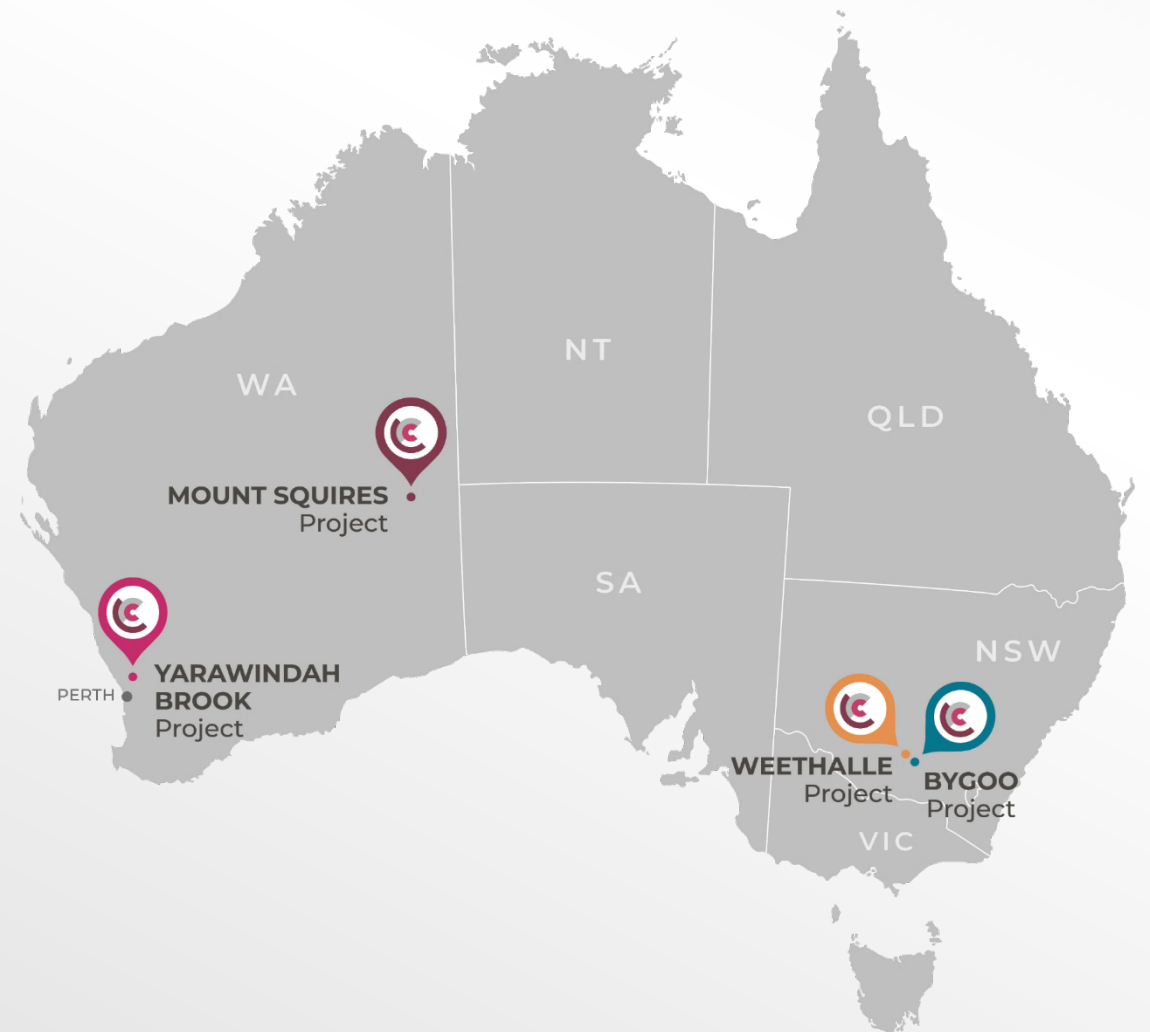 NT
WA
QLD
MOUNT SQUIRES
Project
SA
NSW
YARAWINDAH
BROOK
Project
PERTH
WEETHALLE
Project
BYGOO
Project
VIC